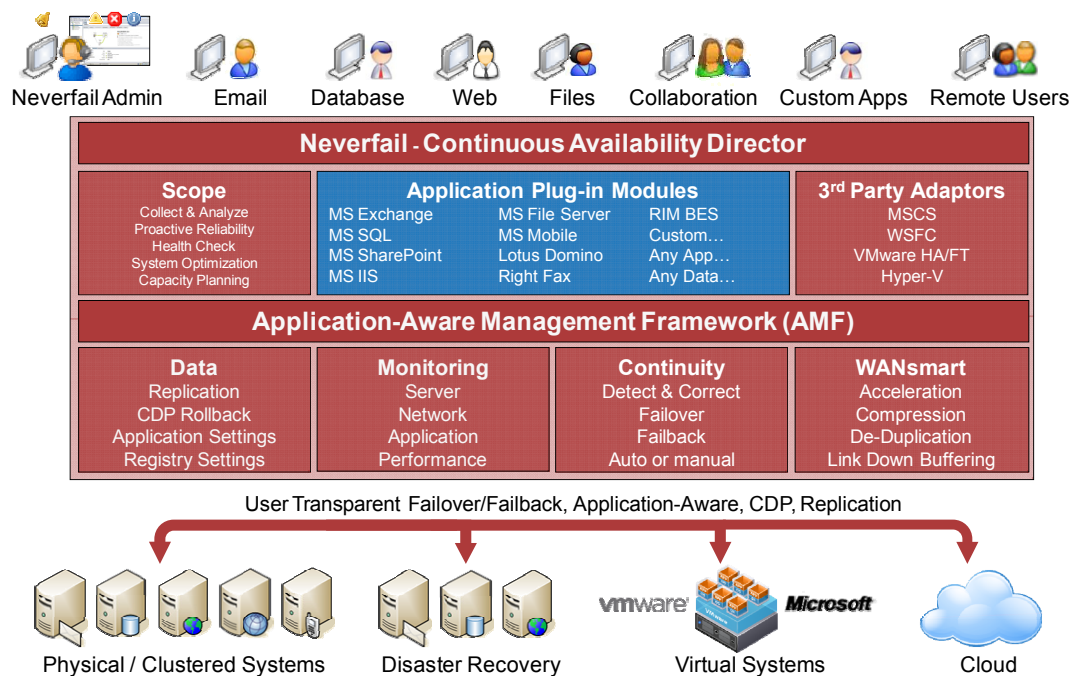 Neverfail Admin
Email
Database
Web
Files
Collaboration
Custom Apps
Remote Users
Neverfail - Continuous Availability Director
Scope
Collect & Analyze
Proactive Reliability
Health Check
System Optimization
Capacity Planning
Application Plug-in Modules
MS Exchange
MS SQL
MS SharePoint
MS IIS
MS File Server
MS Mobile
Lotus Domino
Right Fax
RIM BES
Custom…
Any App…
Any Data…
3rd Party Adaptors
MSCS
WSFC
VMware HA/FT
Hyper-V
Application-Aware Management Framework (AMF)
Data
Replication
CDP Rollback
Application Settings
Registry Settings
Monitoring
Server
Network
Application
Performance
Continuity
Detect & Correct
Failover
Failback
Auto or manual
WANsmart
Acceleration
Compression
De-Duplication
Link Down Buffering
User Transparent Failover/Failback, Application-Aware, CDP, Replication
vmware
VMware
Microsoft
Physical / Clustered Systems
Disaster Recovery
Virtual Systems
Cloud